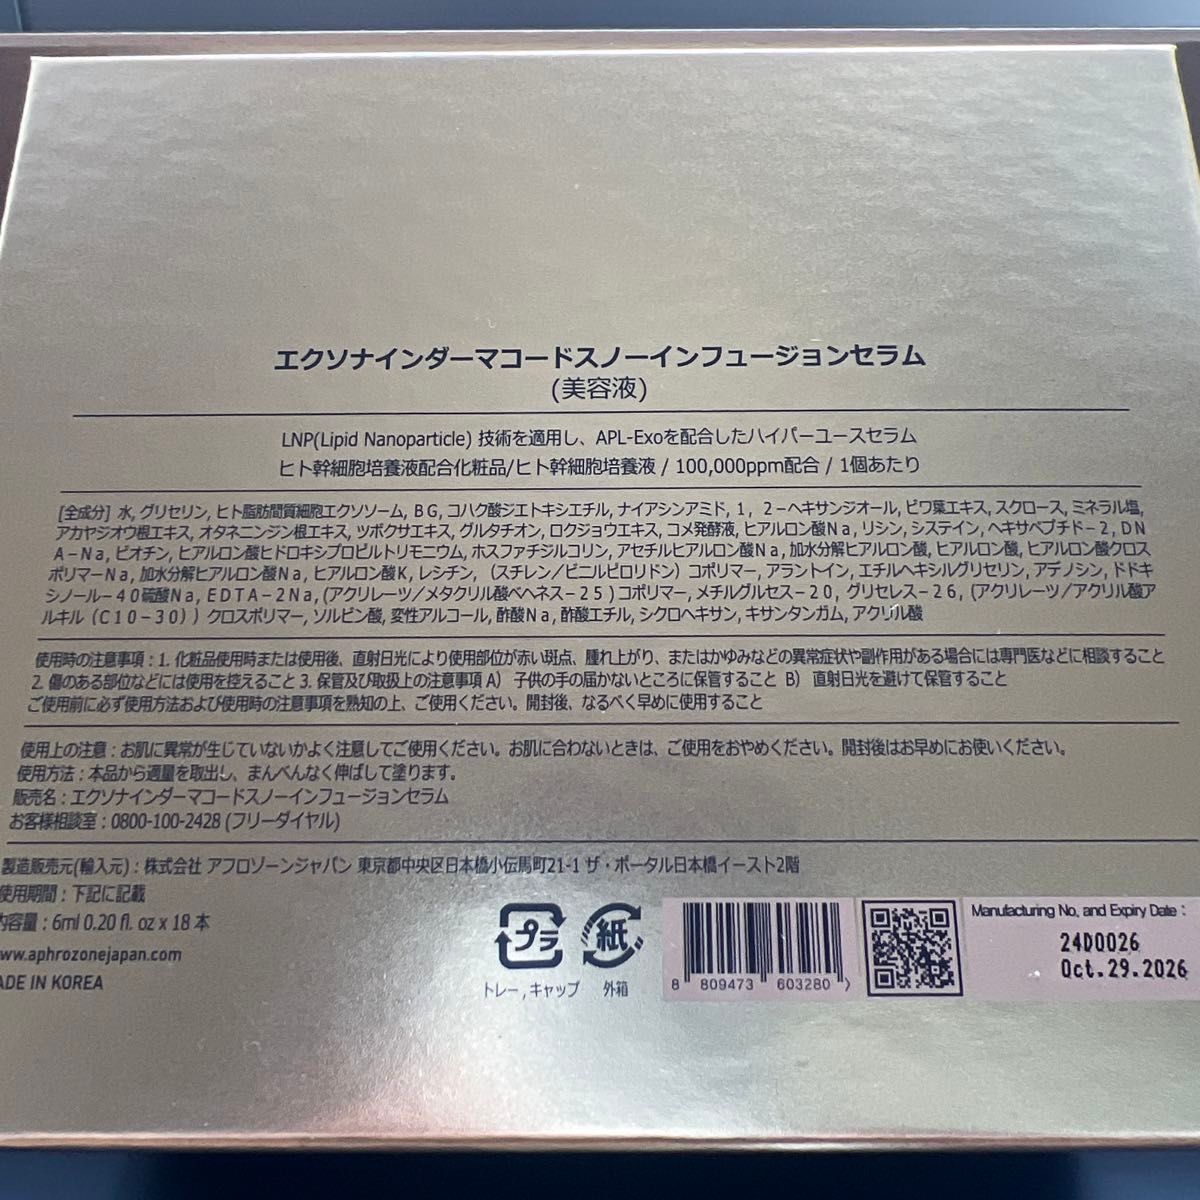 エクソナインダーマコードスノーインフュージョンセラム
(美容液)
LNP(Lipid Nanoparticle) 技術を適用し、APL-Exoを配合したハイパーユースセラム
ヒト幹細胞培養液配合化粧品/ヒト幹細胞培養液 / 100,000ppm配合 / 1個あたり
[全成分] 水, グリセリン, ヒト脂肪間質細胞エクソソーム, BG, コハク酸ジエトキシエチル, ナイアシンアミド, 1, 2-ヘキサンジオール, ビワ葉エキス, スクロース, ミネラル塩,
アカヤジオウ根エキス, オタネニンジン根エキス, ツボクサエキス, グルタチオン, ロクジョウエキス, コメ発酵液, ヒアルロン酸Na, リシン, システイン, ヘキサペプチド-2, DN
A-Na, ビオチン, ヒアルロン酸ヒドロキシプロピルトリモニウム, ホスファチジルコリン, アセチルヒアルロン酸Na, 加水分解ヒアルロン酸, ヒアルロン酸, ヒアルロン酸クロス
ポリマーNa, 加水分解ヒアルロン酸Na, ヒアルロン酸K, レシチン, (スチレン/ビニルピロリドン) コポリマー, アラントイン, エチルヘキシルグリセリン, アデノシン, ドデキ
シノール-40硫酸Na, EDTA-2Na, (アクリレーツ/メタクリル酸ベヘネス-25) コポリマー, メチルグルセス-20, グリセレス-26, (アクリレーツ/アクリル酸ア
ルキル (C10-30)) クロスポリマー, ソルビン酸, 変性アルコール, 酢酸Na, 酢酸エチル, シクロヘキサン, キサンタンガム, アクリル酸
使用時の注意事項 : 1. 化粧品使用時または使用後、直射日光により使用部位が赤い斑点、腫れ上がり、またはかゆみなどの異常症状や副作用がある場合には専門医などに相談すること
2. 傷のある部位などには使用を控えること 3. 保管及び取扱上の注意事項 A) 子供の手の届かないところに保管すること B) 直射日光を避けて保管すること
ご使用前に必ず使用方法および使用時の注意事項を熟知の上、ご使用ください。開封後、なるべく早めに使用すること
使用上の注意 : お肌に異常が生じていないかよく注意してご使用ください。お肌に合わないときは、ご使用をおやめください。開封後はお早めにお使いください。
使用方法 : 本品から適量を取出し、まんべんなく伸ばして塗ります。
販売名 : エクソナインダーマコードスノーインフュージョンセラム
お客様相談室 : 0800-100-2428 (フリーダイヤル)
製造販売元(輸入元) : 株式会社 アフロゾーンジャパン 東京都中央区日本橋小伝馬町21-1 ザ・ポータル日本橋イースト2階
使用期間 : 下記に記載
内容量 : 6ml 0.20 fl. oz x 18 本
www.aphrozonejapan.com
MADE IN KOREA
プラ
トレー, キャップ
紙
外箱
8 809473 603280
Manufacturing No. and Expiry Date :
24D0026
Oct.29.2026